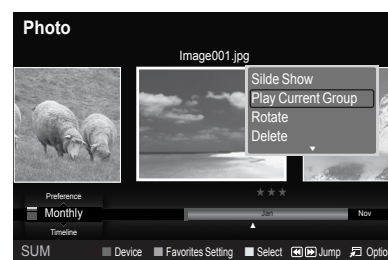 Photo
Image001.jpg
Silde Show
Play Current Group
Rotate
Delete
Preference
Monthly
Jan
Nov
Timeline
SUM Device Favorites Setting Select Jump Optio